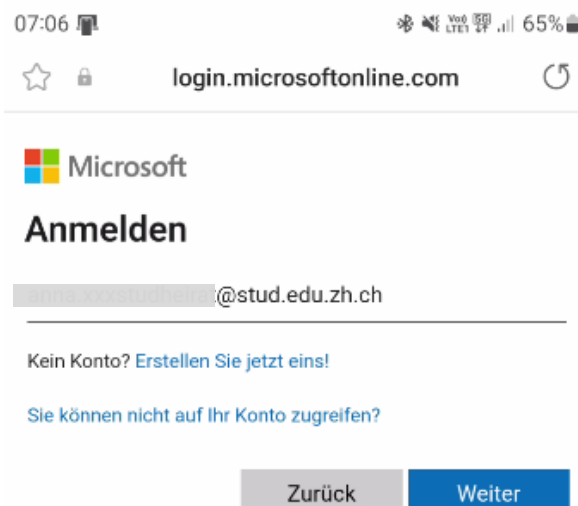 07:06 65%
login.microsoftonline.com
Microsoft
Anmelden
@stud.edu.zh.ch
Kein Konto? Erstellen Sie jetzt eins!
Sie können nicht auf Ihr Konto zugreifen?
Zurück Weiter